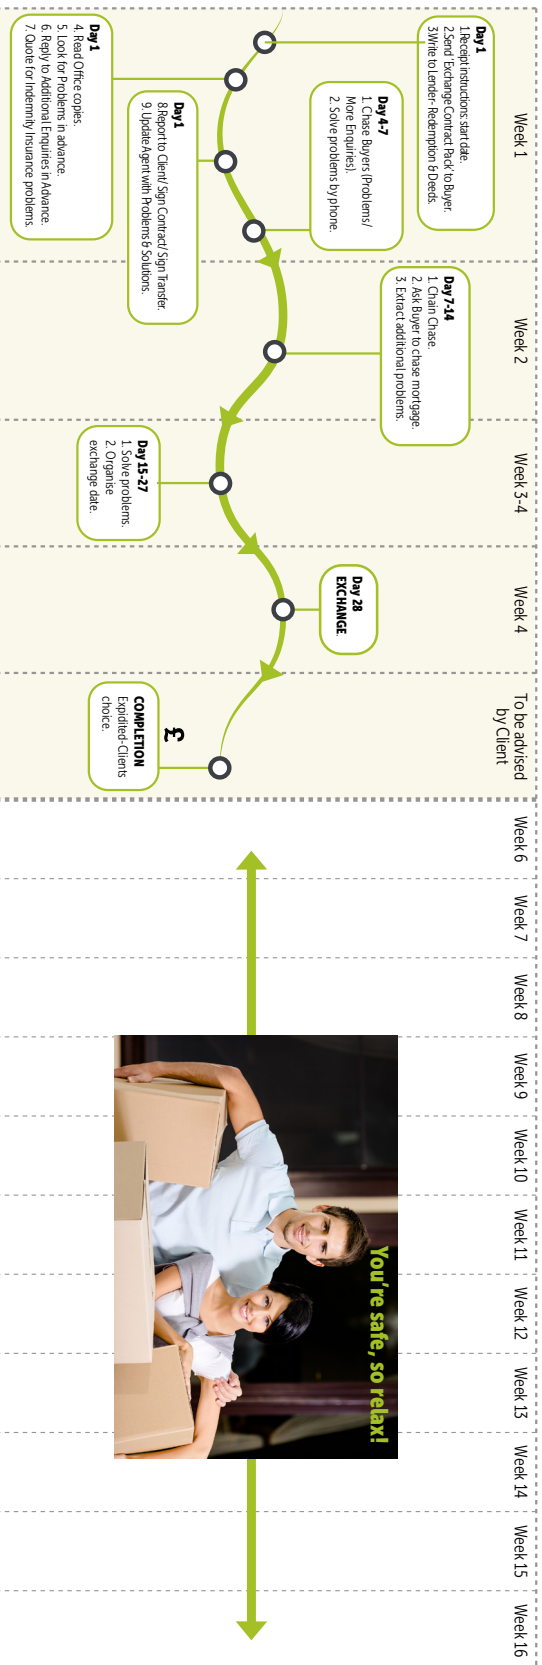 Week 1
Week 2
Week 3-4
Week 4
To be advised
by Client
Week 6
Week 7
Week 8
Week 9
Week 10
Week 11
Week 12
Week 13
Week 14
Week 15
Week 16
Day 1
1.Receipt instructions: start date.
2.Send 'Exchange Contract Pack' to Buyer.
3.Write to Lender- Redemption & Deeds.
Day 4-7
1. Chase Buyers (Problems/
More Enquiries).
2. Solve problems by phone.
Day1
8.Report to Client/ Sign Contract/ Sign Transfer.
9. Update Agent with Problems & Solutions.
Day 1
4. Read Office copies.
5. Look for Problems in advance.
6. Reply to Additional Enquiries in Advance.
7. Quote for Indemnity Insurance problems.
Day 7-14
1. Chain Chase.
2. Ask Buyer to chase mortgage.
3. Extract additional problems.
Day 15-27
1. Solve problems.
2. Organise
exchange date.
Day 28
EXCHANGE.
£
COMPLETION
Expidited-Clients
choice.
You're safe, so relax!